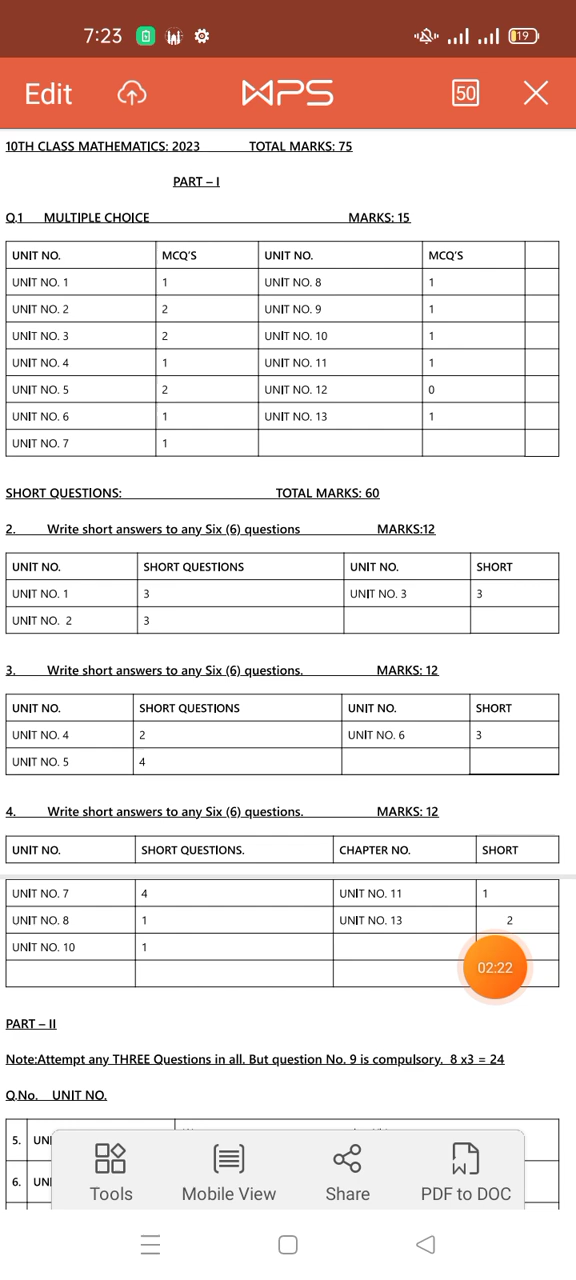 7:23 19
Edit WPS 50
10TH CLASS MATHEMATICS: 2023 TOTAL MARKS: 75
PART – I
Q.1 MULTIPLE CHOICE MARKS: 15
UNIT NO. MCQ'S UNIT NO. MCQ'S
UNIT NO. 1 1 UNIT NO. 8 1
UNIT NO. 2 2 UNIT NO. 9 1
UNIT NO. 3 2 UNIT NO. 10 1
UNIT NO. 4 1 UNIT NO. 11 1
UNIT NO. 5 2 UNIT NO. 12 0
UNIT NO. 6 1 UNIT NO. 13 1
UNIT NO. 7 1
SHORT QUESTIONS: TOTAL MARKS: 60
2. Write short answers to any Six (6) questions MARKS:12
UNIT NO. SHORT QUESTIONS UNIT NO. SHORT
UNIT NO. 1 3 UNIT NO. 3 3
UNIT NO. 2 3
3. Write short answers to any Six (6) questions. MARKS: 12
UNIT NO. SHORT QUESTIONS UNIT NO. SHORT
UNIT NO. 4 2 UNIT NO. 6 3
UNIT NO. 5 4
4. Write short answers to any Six (6) questions. MARKS: 12
UNIT NO. SHORT QUESTIONS. CHAPTER NO. SHORT
UNIT NO. 7 4 UNIT NO. 11 1
UNIT NO. 8 1 UNIT NO. 13 2
UNIT NO. 10 1
02:22
PART – II
Note:Attempt any THREE Questions in all. But question No. 9 is compulsory. 8 x3 = 24
Q.No. UNIT NO.
5.
6.
Tools Mobile View Share PDF to DOC